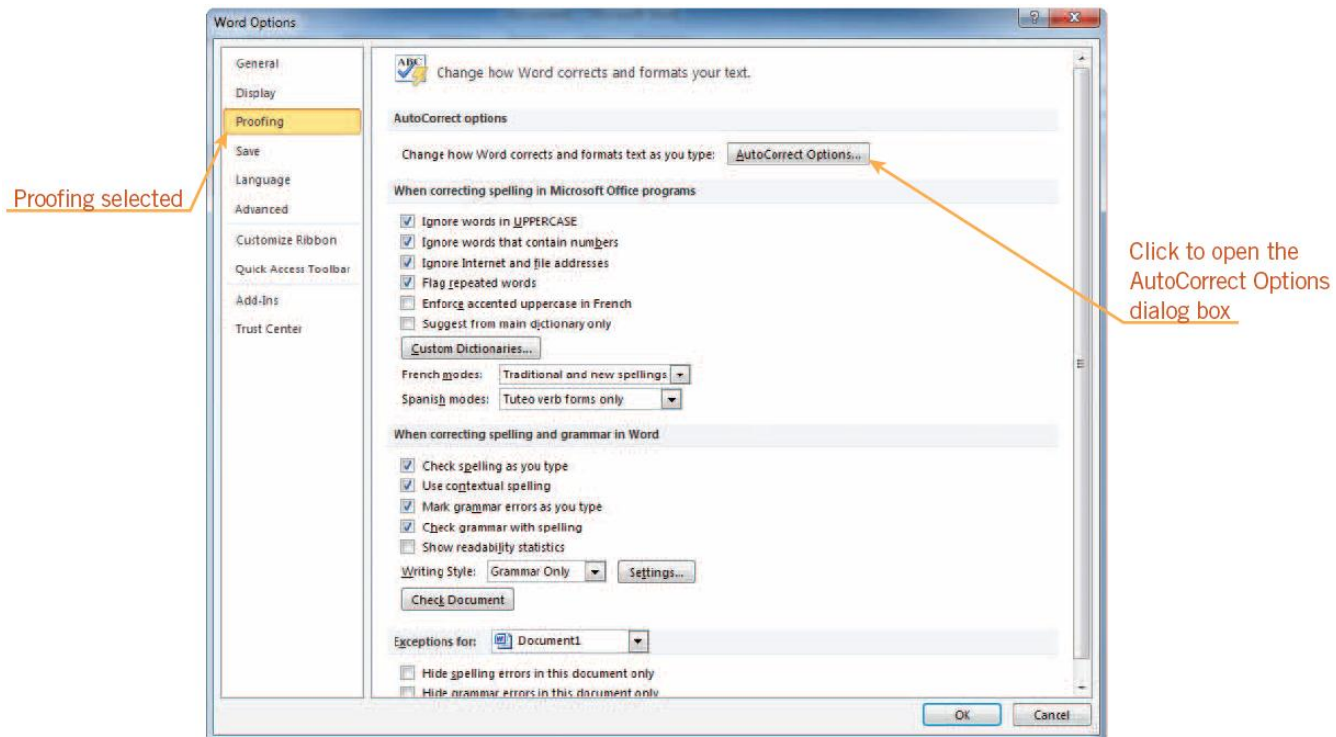 Word Options
General
Display
Proofing
Save
Language
Advanced
Customize Ribbon
Quick Access Toolbar
Add-Ins
Trust Center
ABC
Change how Word corrects and formats your text.
AutoCorrect options
Change how Word corrects and formats text as you type: AutoCorrect Options...
When correcting spelling in Microsoft Office programs
Ignore words in UPPERCASE
Ignore words that contain numbers
Ignore Internet and file addresses
Flag repeated words
Enforce accented uppercase in French
Suggest from main dictionary only
Custom Dictionaries...
French modes: Traditional and new spellings
Spanish modes: Tuteo verb forms only
When correcting spelling and grammar in Word
Check spelling as you type
Use contextual spelling
Mark grammar errors as you type
Check grammar with spelling
Show readability statistics
Writing Style: Grammar Only Settings...
Check Document
Exceptions for: Document1
Hide spelling errors in this document only
Hide grammar errors in this document only
OK Cancel
Proofing selected
Click to open the
AutoCorrect Options
dialog box